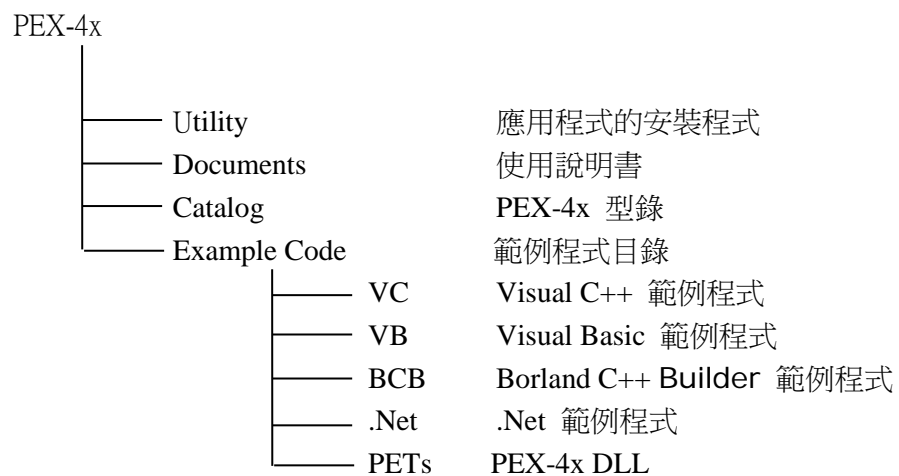 PEX-4x
Utility 應用程式的安裝程式
Documents 使用說明書
Catalog PEX-4x 型錄
Example Code 範例程式目錄
VC Visual C++ 範例程式
VB Visual Basic 範例程式
BCB Borland C++ Builder 範例程式
.Net .Net 範例程式
PETs PEX-4x DLL